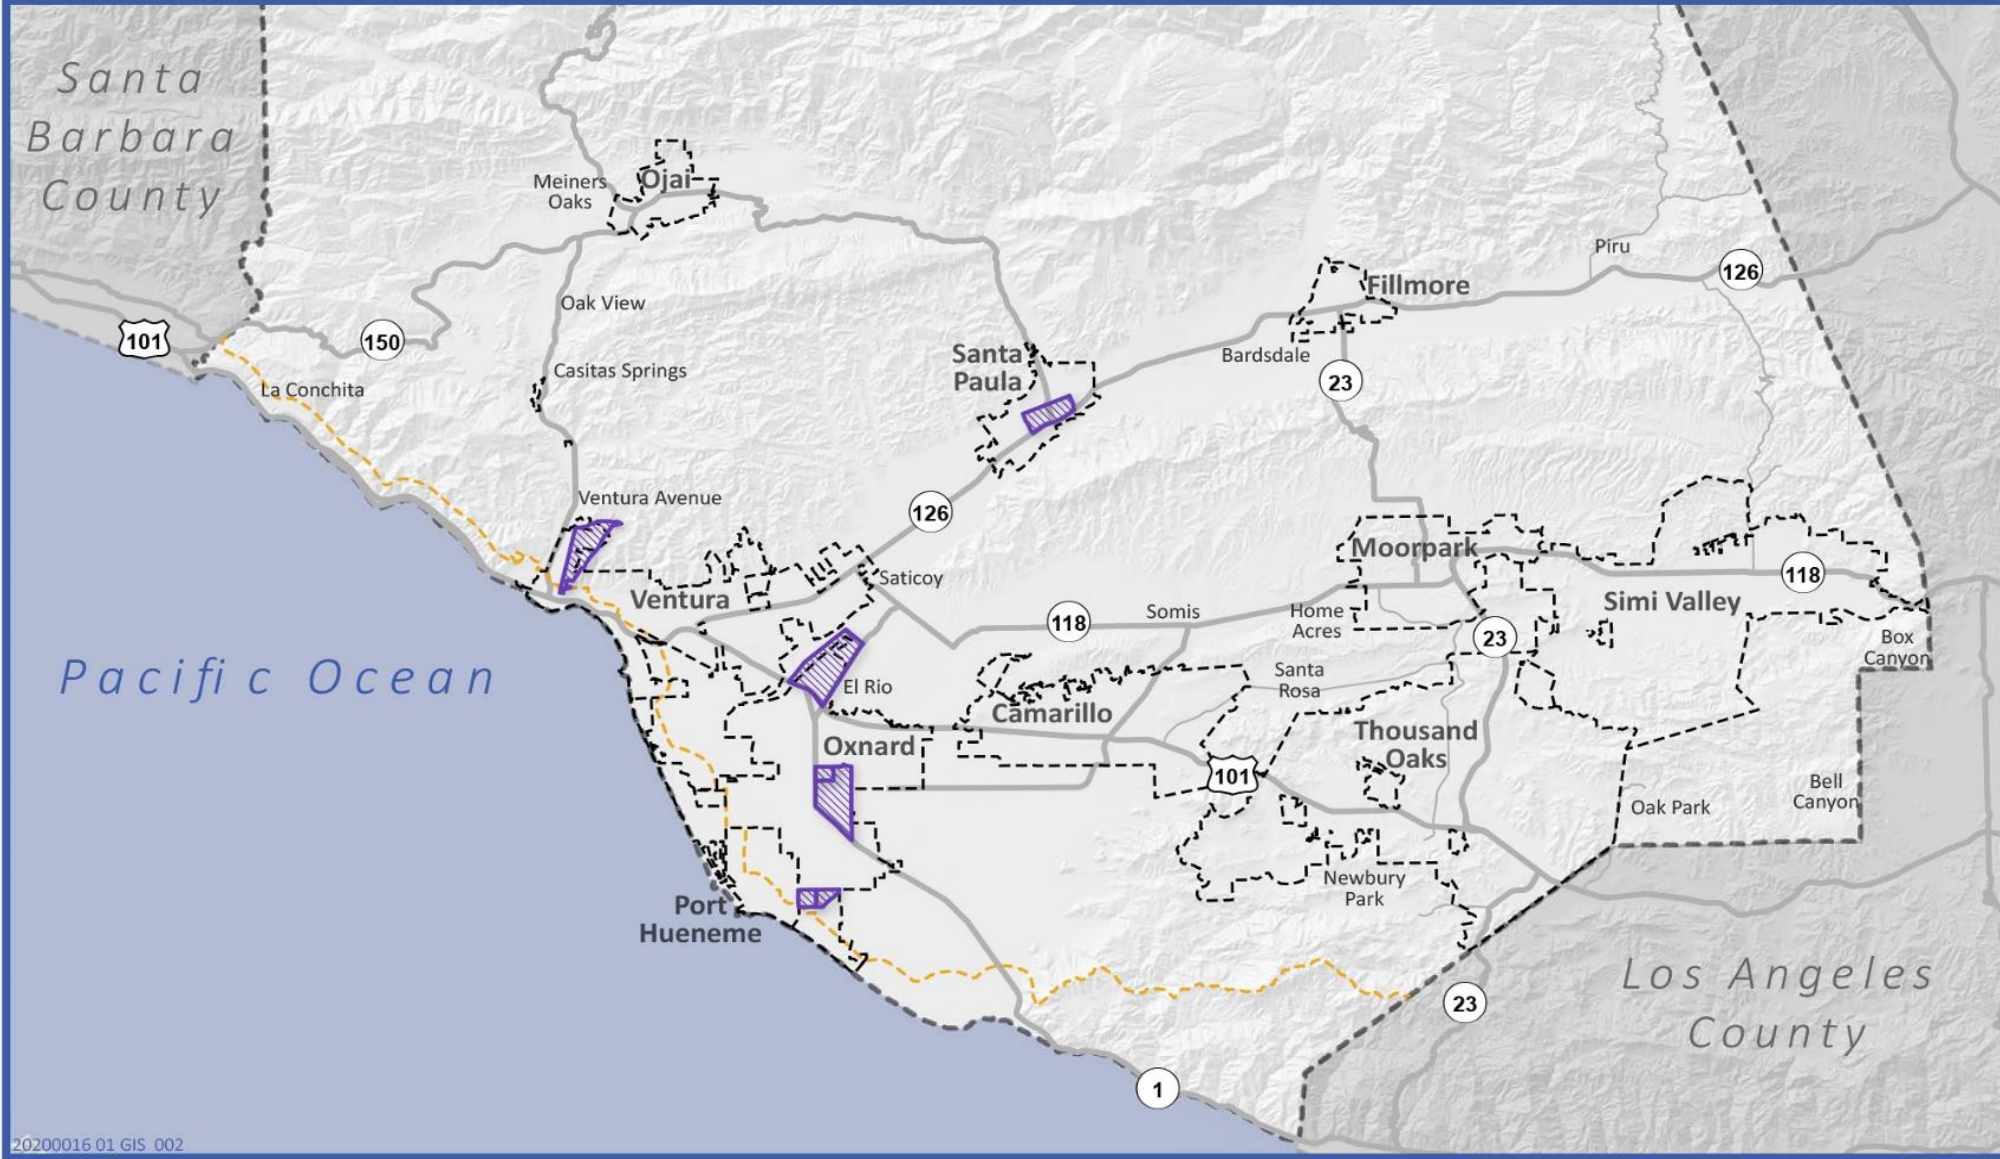 Santa
Barbara
County
Meiners
Oaks
Ojai
Piru
126
Oak View
Fillmore
101
150
Santa
Paula
Bardsdale
Casitas Springs
23
La Conchita
Ventura Avenue
126
Moorpark
Saticoy
118
Ventura
Simi Valley
118
Somis
Home
Acres
23
Box
Canyon
Pacific Ocean
El Rio
Santa
Rosa
Camarillo
Thousand
Oaks
Oxnard
101
Bell
Canyon
Oak Park
Newbury
Park
Port
Hueneme
Los Angeles
County
23
1
20200016 01 GIS 002